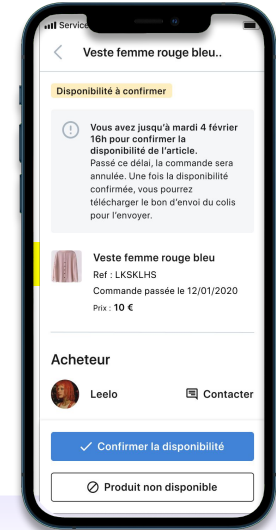 Service
Veste femme rouge bleu..
Disponibilité à confirmer
Vous avez jusqu'à mardi 4 février
16h pour confirmer la
disponibilité de l'article.
Passé ce délai, la commande sera
annulée. Une fois la disponibilité
confirmée, vous pourrez
télécharger le bon d'envoi du colis
pour l'envoyer.
Veste femme rouge bleu
Ref : LKSKLHS
Commande passée le 12/01/2020
Prix : 10 €
Acheteur
Leelo
Contacter
Confirmer la disponibilité
Produit non disponible